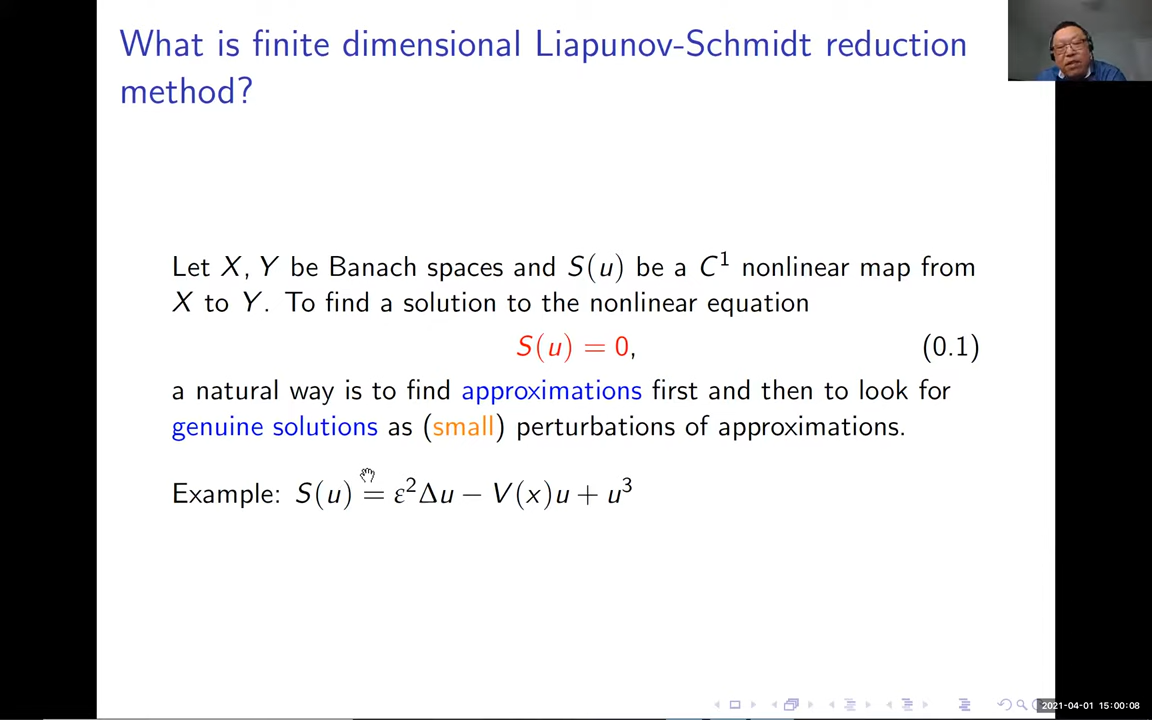 What is finite dimensional Liapunov-Schmidt reduction
method?
Let X, Y be Banach spaces and S(u) be a C¹ nonlinear map from
X to Y. To find a solution to the nonlinear equation
S(u) = 0, (0.1)
a natural way is to find approximations first and then to look for
genuine solutions as (small) perturbations of approximations.
Example: S(u) = ε²Δu − V(x)u + u³
2021-04-01 15:00:08